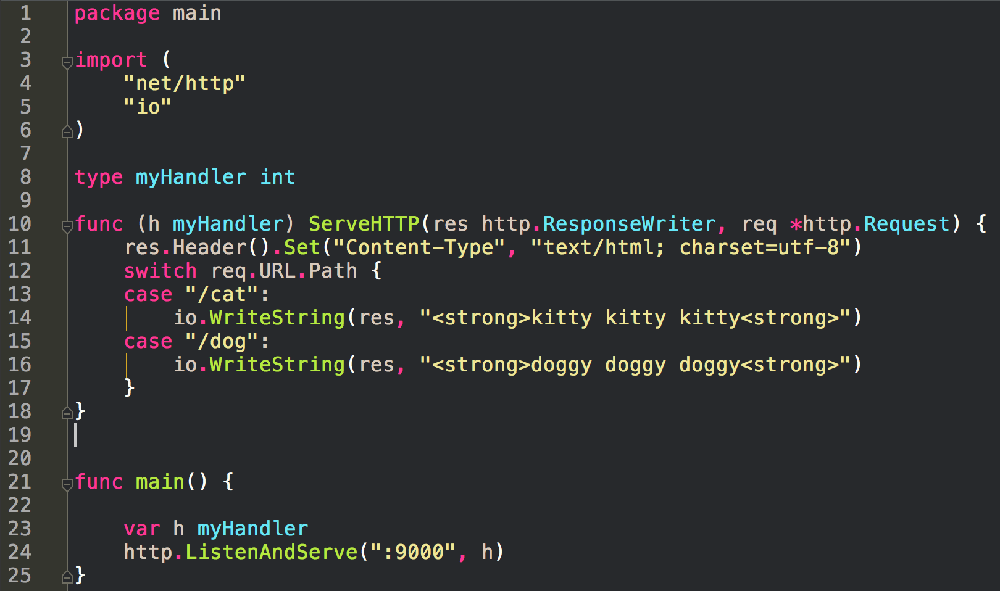 1 package main
2
3 import (
4     "net/http"
5     "io"
6 )
7
8 type myHandler int
9
10 func (h myHandler) ServeHTTP(res http.ResponseWriter, req *http.Request) {
11     res.Header().Set("Content-Type", "text/html; charset=utf-8")
12     switch req.URL.Path {
13     case "/cat":
14         io.WriteString(res, "<strong>kitty kitty kitty<strong>")
15     case "/dog":
16         io.WriteString(res, "<strong>doggy doggy doggy<strong>")
17     }
18 }
19
20
21 func main() {
22
23     var h myHandler
24     http.ListenAndServe(":9000", h)
25 }